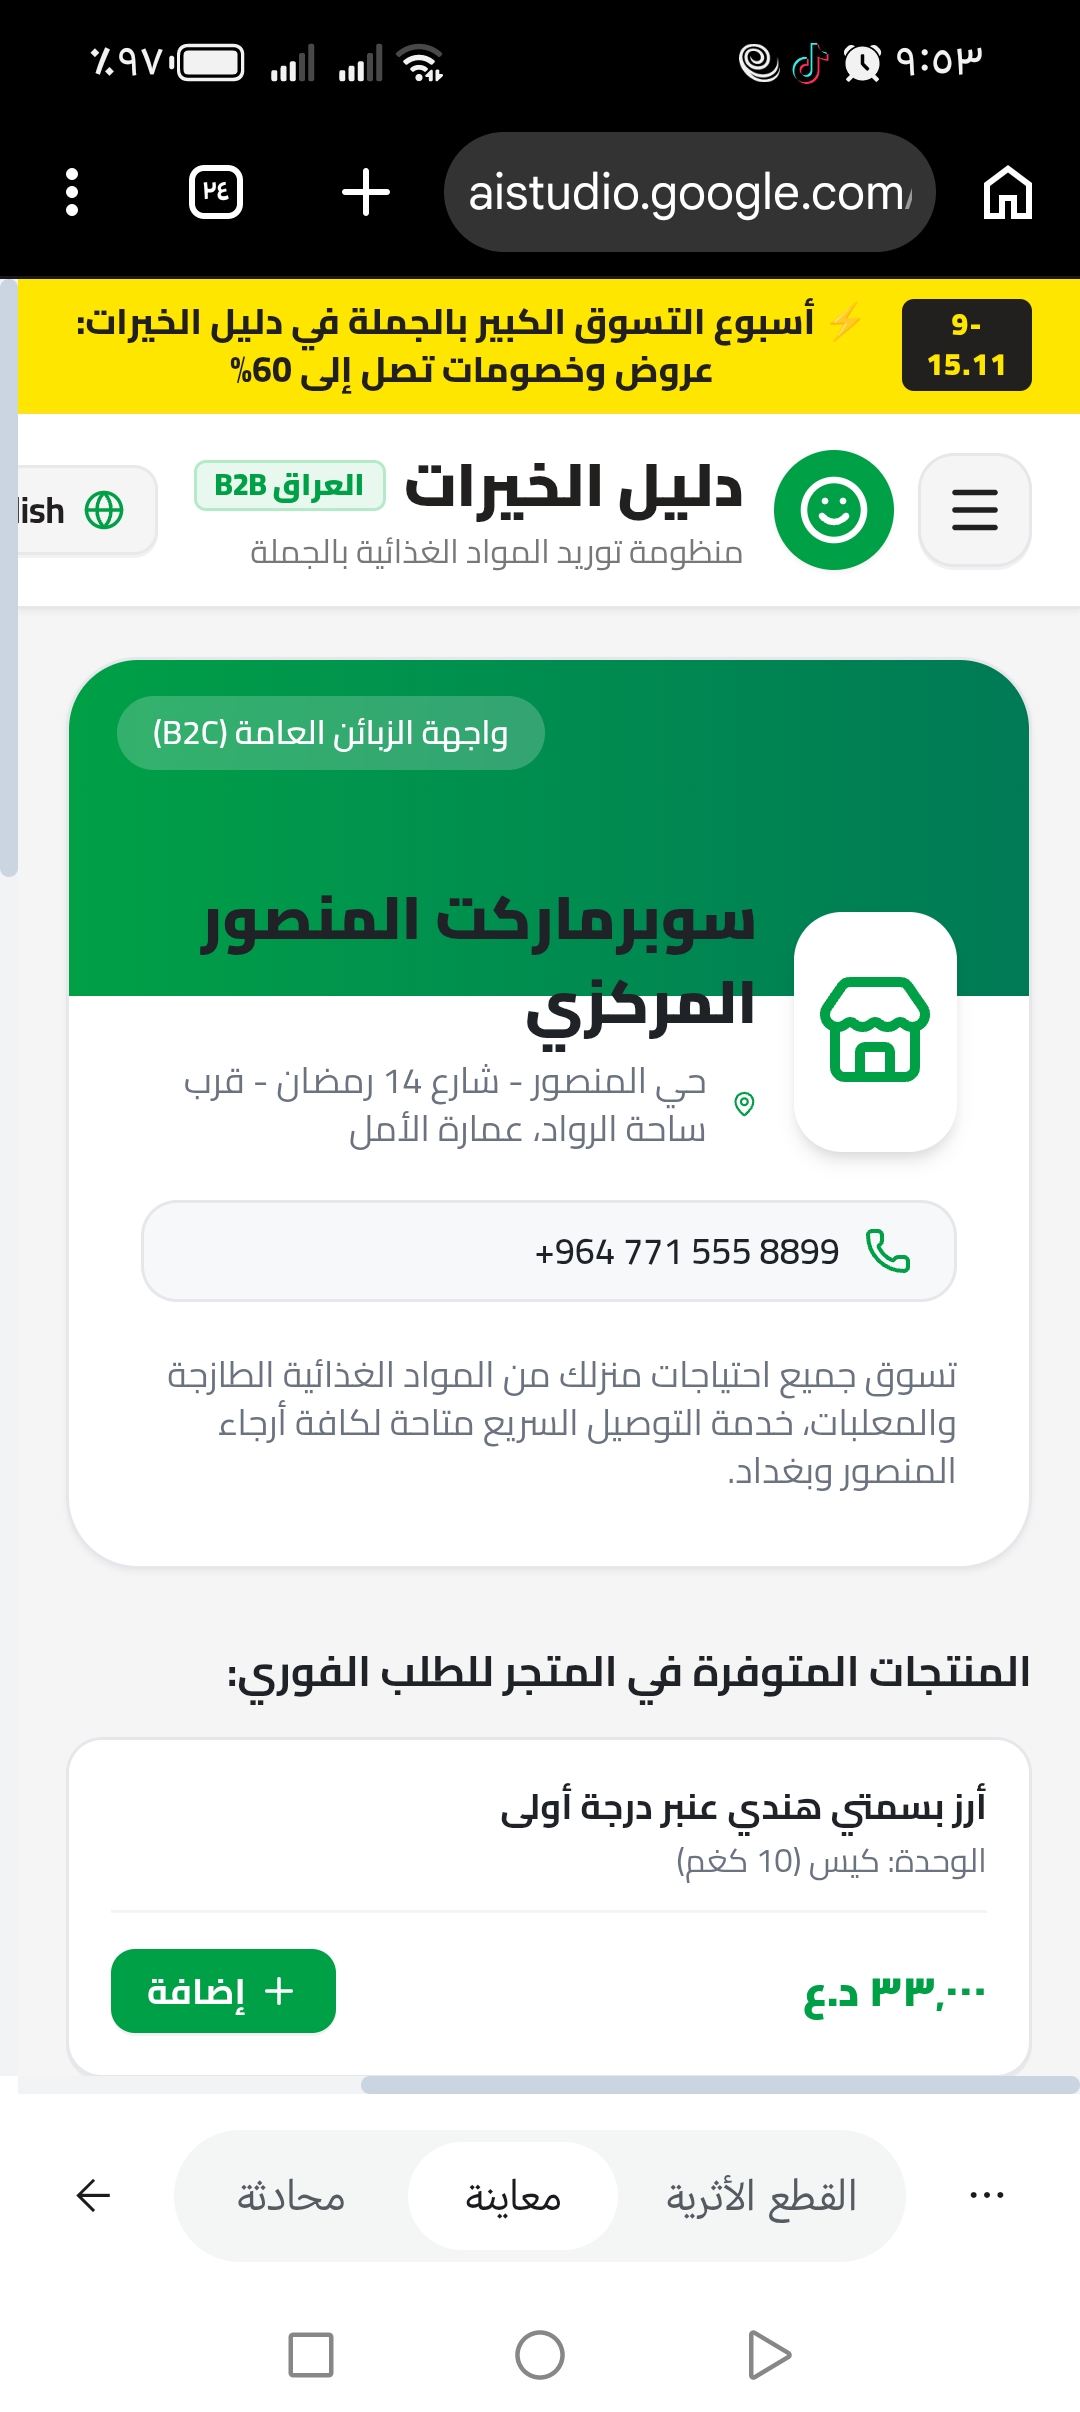 ٩:٥٣
٪٩٧
aistudio.google.com/
٢٤
9-
15.11
⚡ أسبوع التسوق الكبير بالجملة في دليل الخيرات:
عروض وخصومات تصل إلى 60%
دليل الخيرات
العراق B2B
منظومة توريد المواد الغذائية بالجملة
lish
واجهة الزبائن العامة (B2C)
سوبرماركت المنصور
المركزي
حي المنصور - شارع 14 رمضان - قرب
ساحة الرواد، عمارة الأمل
+964 771 555 8899
تسوق جميع احتياجات منزلك من المواد الغذائية الطازجة
والمعلبات، خدمة التوصيل السريع متاحة لكافة أرجاء
المنصور وبغداد.
المنتجات المتوفرة في المتجر للطلب الفوري:
أرز بسمتي هندي عنبر درجة أولى
الوحدة: كيس (10 كغم)
٣٣,٠٠٠ د.ع
+ إضافة
القطع الأثرية
معاينة
محادثة